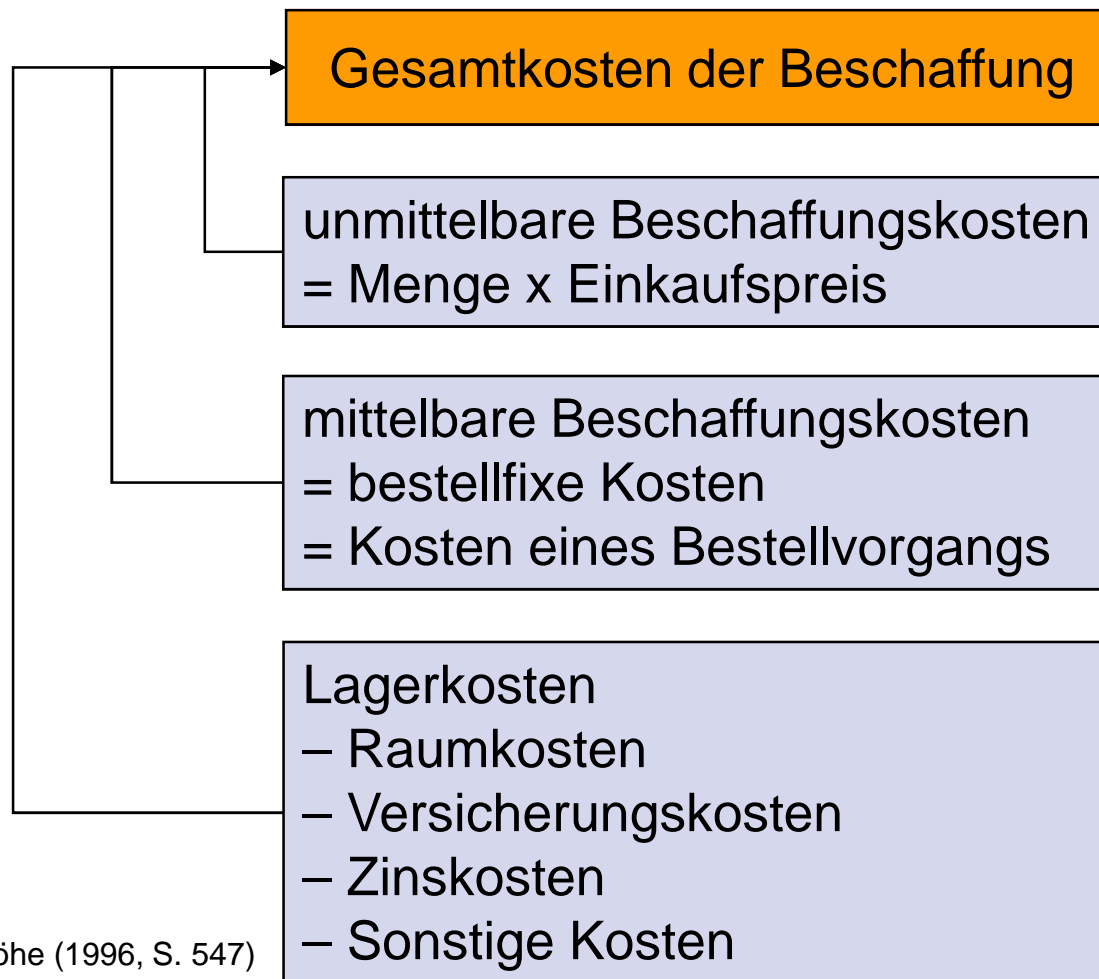 Gesamtkosten der Beschaffung
unmittelbare Beschaffungskosten
= Menge x Einkaufspreis
mittelbare Beschaffungskosten
= bestellfixe Kosten
= Kosten eines Bestellvorgangs
Lagerkosten
– Raumkosten
– Versicherungskosten
– Zinskosten
– Sonstige Kosten
(1996, S. 547)